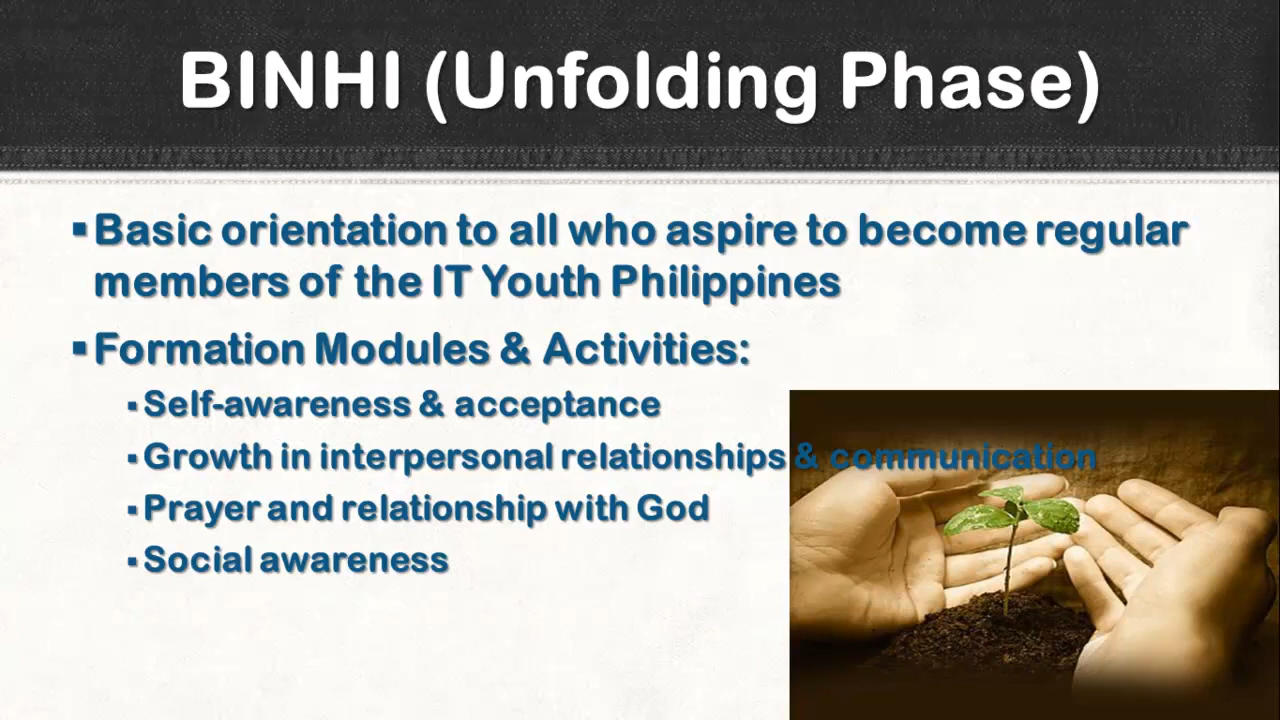 BINHI (Unfolding Phase)
▪Basic orientation to all who aspire to become regular
members of the IT Youth Philippines
▪Formation Modules & Activities:
▪Self-awareness & acceptance
▪Growth in interpersonal relationships & communication
▪Prayer and relationship with God
▪Social awareness